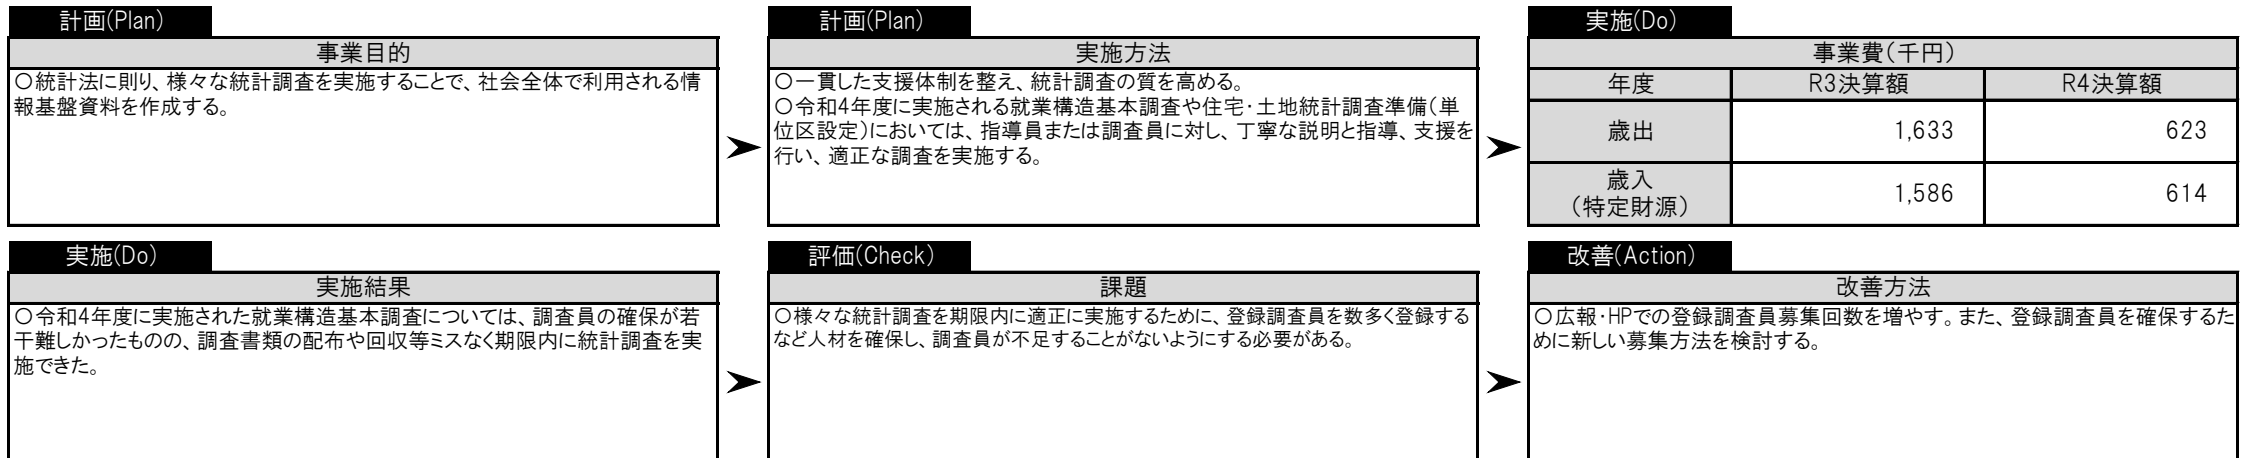 計画(Plan)
事業目的
〇統計法に則り、様々な統計調査を実施することで、社会全体で利用される情
報基盤資料を作成する。
計画(Plan)
実施方法
〇一貫した支援体制を整え、統計調査の質を高める。
〇令和4年度に実施される就業構造基本調査や住宅・土地統計調査準備（単
位区設定）においては、指導員または調査員に対し、丁寧な説明と指導、支援を
行い、適正な調査を実施する。
実施(Do)
事業費（千円）
年度 R3決算額 R4決算額
歳出 1,633 623
歳入
（特定財源） 1,586 614
実施(Do)
実施結果
〇令和4年度に実施された就業構造基本調査については、調査員の確保が若
干難しかったものの、調査書類の配布や回収等ミスなく期限内に統計調査を実
施できた。
評価(Check)
課題
〇様々な統計調査を期限内に適正に実施するために、登録調査員を数多く登録する
など人材を確保し、調査員が不足することがないようにする必要がある。
改善(Action)
改善方法
〇広報・HPでの登録調査員募集回数を増やす。また、登録調査員を確保するた
めに新しい募集方法を検討する。